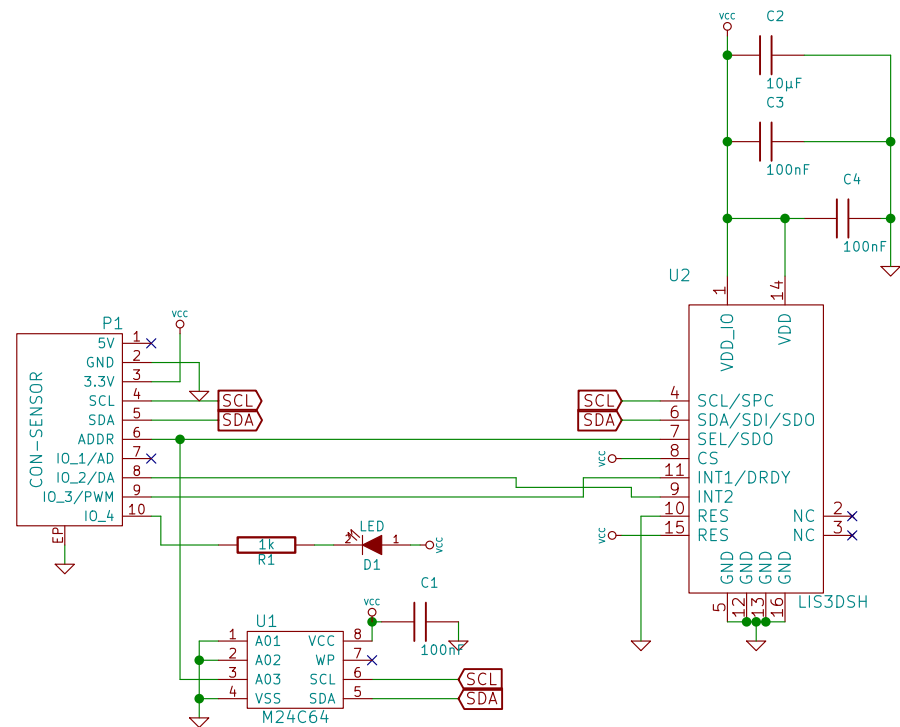 VCC
C2
10µF
C3
100nF
C4
100nF
P1
CON-SENSOR
5V 1
GND 2
3.3V 3
SCL 4
SDA 5
ADDR 6
IO_1/AD 7
IO_2/DA 8
IO_3/PWM 9
IO_4 10
EP
VCC
SCL
SDA
1k
R1
LED
2 1
D1
VCC
U1
1 A01
2 A02
3 A03
4 VSS
VCC 8
WP 7
SCL 6
SDA 5
M24C64
VCC
C1
100nF
SCL
SDA
U2
1 VDD_IO
14 VDD
SCL
SDA
4 SCL/SPC
6 SDA/SDI/SDO
7 SEL/SDO
VCC 8 CS
11 INT1/DRDY
9 INT2
10 RES
VCC 15 RES
NC 2
NC 3
GND GND GND GND
5 12 13 16
LIS3DSH